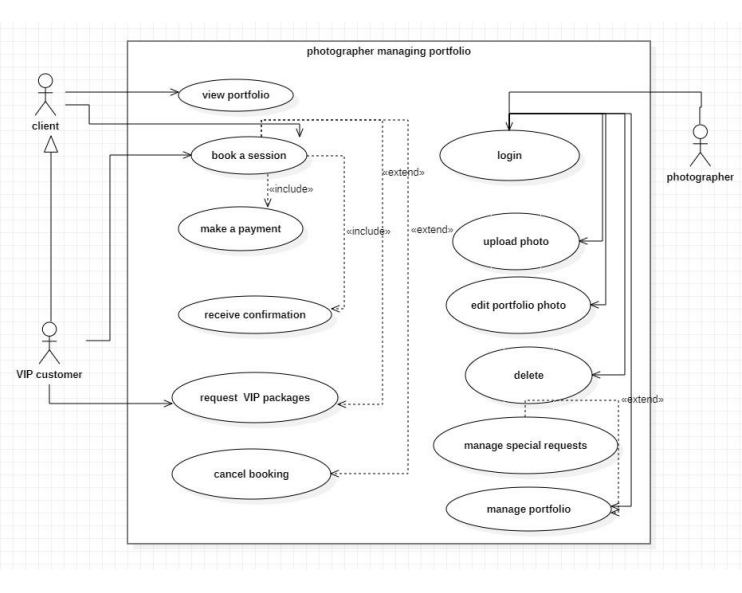 photographer managing portfolio
view portfolio
client
book a session
login
photographer
«extend»
«include»
make a payment
«include»
«extend»
upload photo
receive confirmation
edit portfolio photo
VIP customer
delete
request  VIP packages
«extend»
manage special requests
cancel booking
manage portfolio